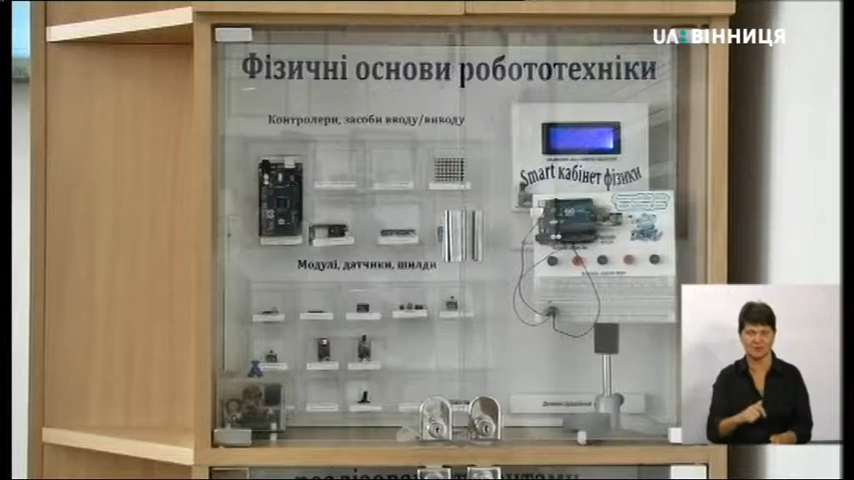 UA:ВІННИЦЯ
Фізичні основи робототехніки
Контролери, засоби вводу/виводу
Smart кабінет фізики
Модулі, датчики, шилди